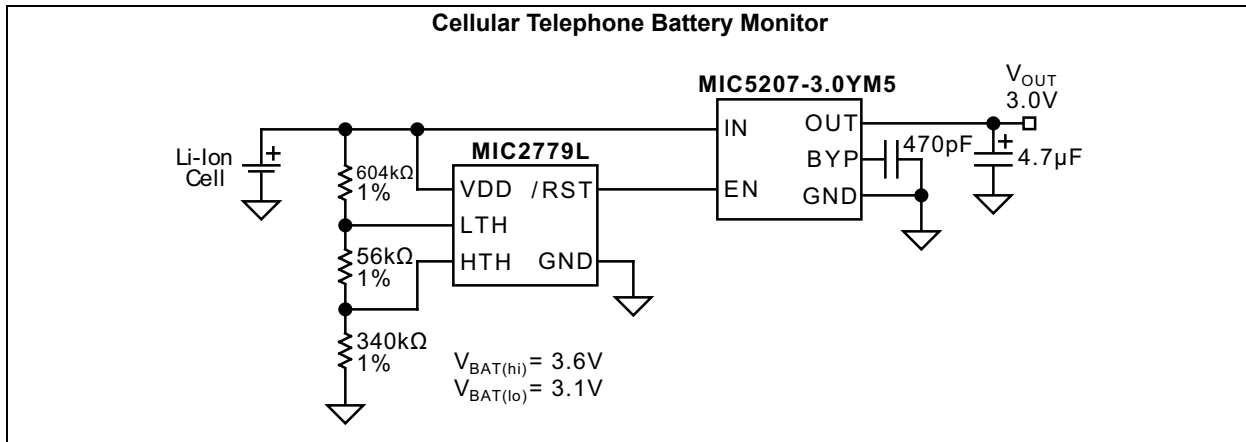 Cellular Telephone Battery Monitor
MIC5207-3.0YM5
VOUT
3.0V
IN
OUT
470pF
BYP
4.7µF
EN
GND
Li-Ion
Cell
+
+
MIC2779L
604kΩ
1%
VDD
/RST
LTH
56kΩ
1%
HTH
GND
340kΩ
1%
VBAT(hi)= 3.6V
VBAT(lo)= 3.1V